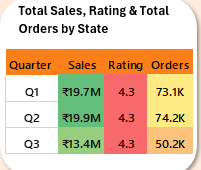 Total Sales, Rating & Total
Orders by State
Quarter Sales Rating Orders
Q1 ₹19.7M 4.3 73.1K
Q2 ₹19.9M 4.3 74.2K
Q3 ₹13.4M 4.3 50.2K